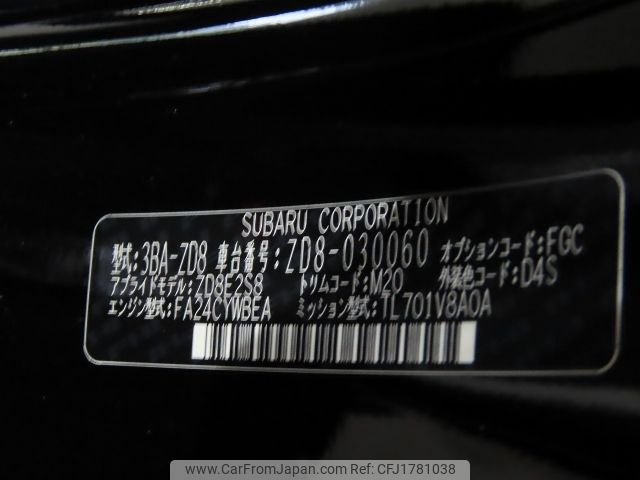 SUBARU CORPORATION
型式:3BA-ZD8 車台番号:ZD8-030060 オプションコード:FGC
アプライドモデル:ZD8E2S8 トリムコード:M20 外装色コード:D4S
エンジン型式:FA24CYWBEA ミッション型式:TL701V8A0A
Car From Japan • carfromjapan.com • CFJ1781038